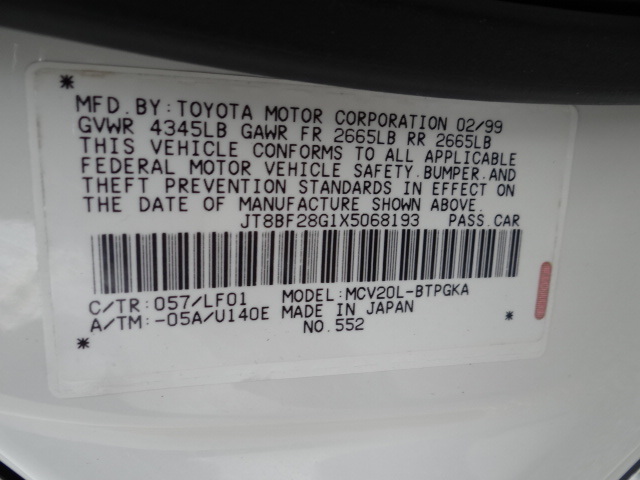 *
MFD. BY: TOYOTA MOTOR CORPORATION 02/99
GVWR 4345LB GAWR FR 2665LB RR 2665LB
THIS VEHICLE CONFORMS TO ALL APPLICABLE
FEDERAL MOTOR VEHICLE SAFETY, BUMPER, AND
THEFT PREVENTION STANDARDS IN EFFECT ON
THE DATE OF MANUFACTURE SHOWN ABOVE.
JT8BF28G1X5068193 PASS. CAR
C/TR: 057/LF01 MODEL: MCV20L-BTPGKA
A/TM: -05A/U140E MADE IN JAPAN
* NO. 552 *